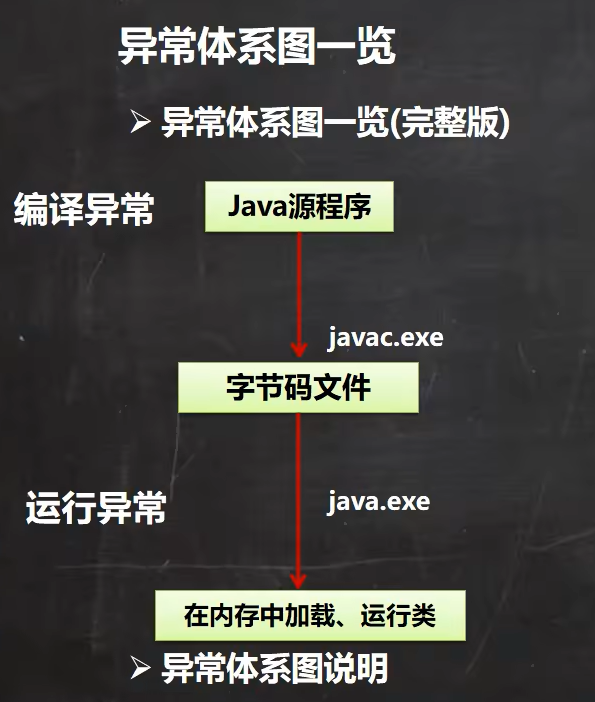 异常体系图一览
➢ 异常体系图一览(完整版)
编译异常
Java源程序
javac.exe
字节码文件
运行异常
java.exe
在内存中加载、运行类
➢ 异常体系图说明